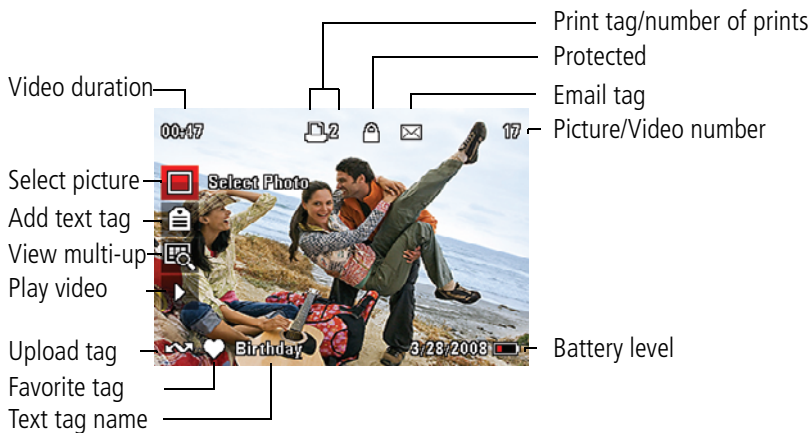 Print tag/number of prints
Protected
Video duration
Email tag
00:47
2
17
Picture/Video number
Select picture
Select Photo
Add text tag
View multi-up
Play video
Upload tag
Birthday
3/28/2008
Battery level
Favorite tag
Text tag name